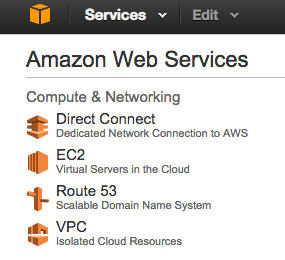 Services Edit
Amazon Web Services
Compute & Networking
Direct Connect
Dedicated Network Connection to AWS
EC2
Virtual Servers in the Cloud
Route 53
Scalable Domain Name System
VPC
Isolated Cloud Resources